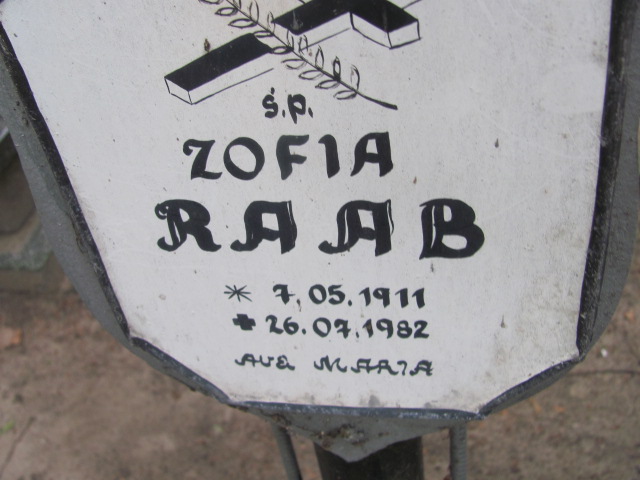 ś.p.
ZOFIA
RAAB
* 7.05.1911
✚ 26.07.1982
AVE MARIA